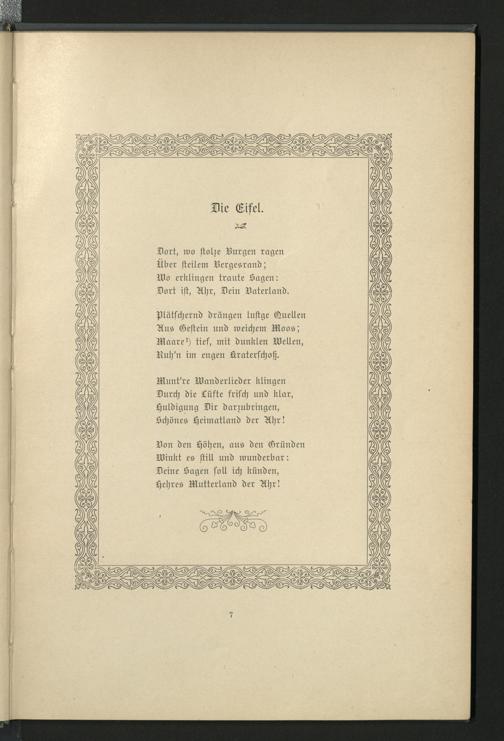 Die Eifel.
Dort, wo stolze Burgen ragen
Über steilem Bergesrand;
Wo erklingen traute Sagen:
Dort ist, Ahr, Dein Vaterland.
Plätschernd drängen lustge Quellen
Aus Gestein und weichem Moos;
Maare¹) tief, mit dunklen Wellen,
Ruh'n im engen Kraterschoß.
Munt're Wanderlieder klingen
Durch die Lüfte frisch und klar,
Huldigung Dir darzubringen,
Schönes Heimatland der Ahr!
Von den Höhen, aus den Gründen
Winkt es still und wunderbar:
Deine Sagen soll ich künden,
Hehres Mutterland der Ahr!
7